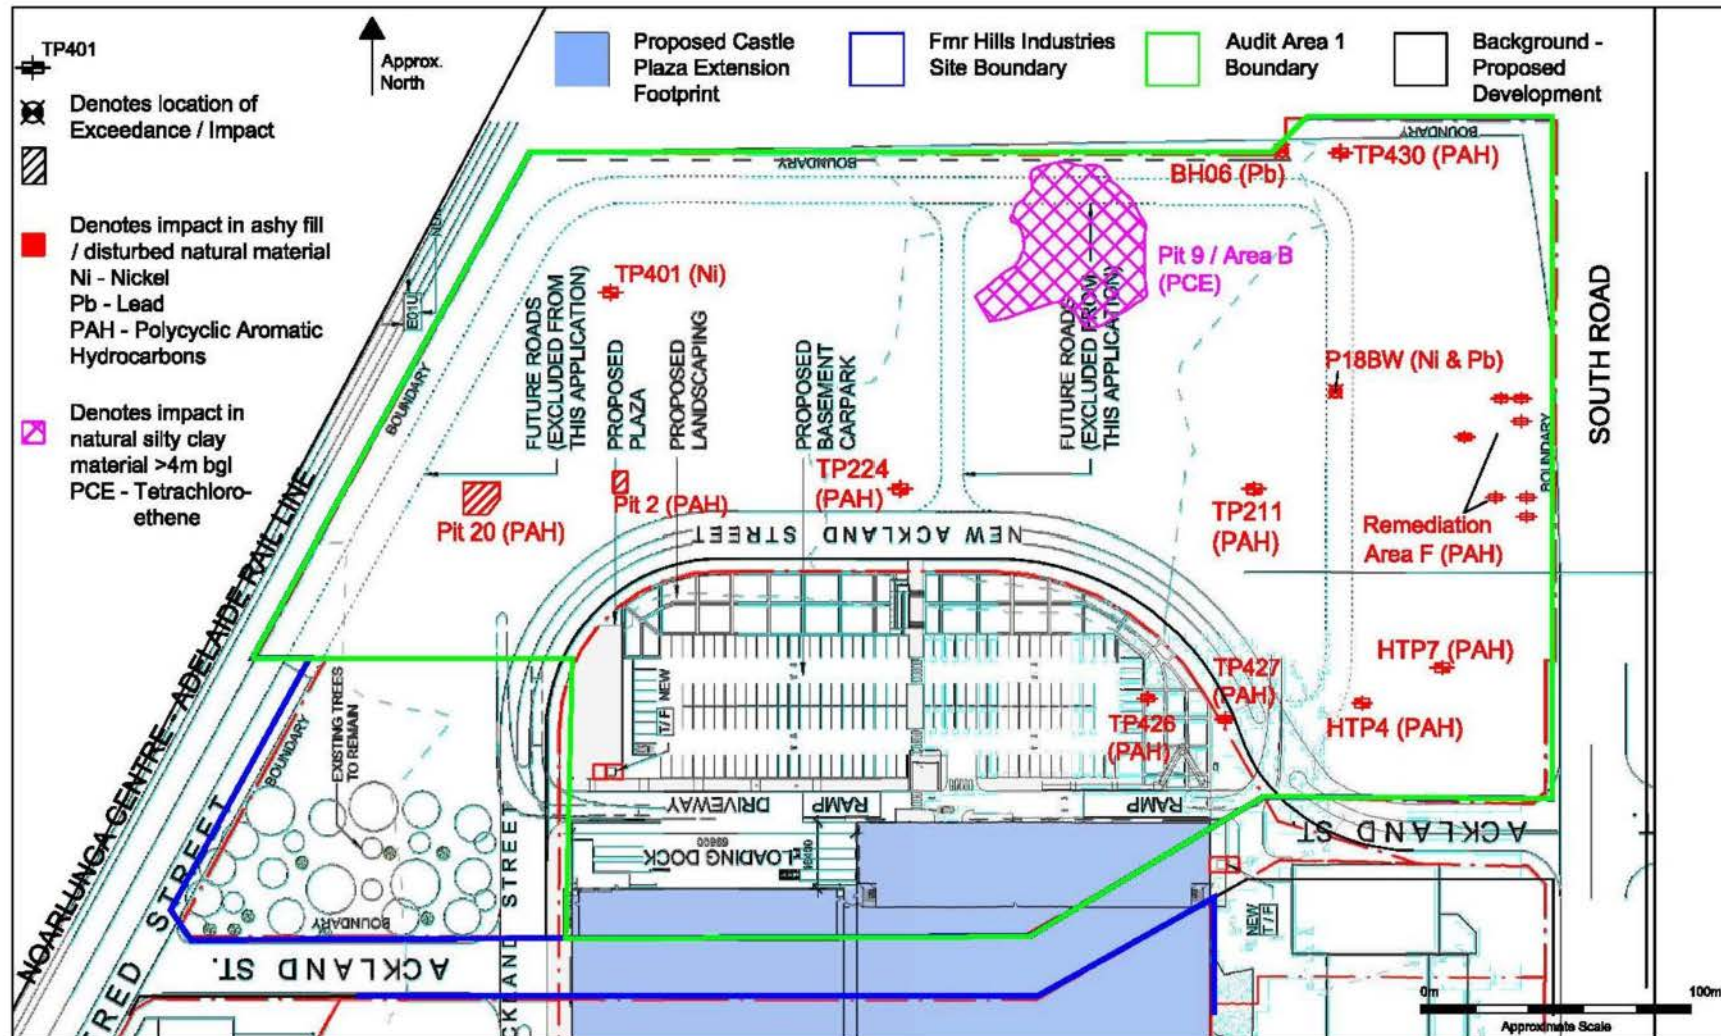 TP401
Denotes location of
Exceedance / Impact
Denotes impact in ashy fill
/ disturbed natural material
Ni - Nickel
Pb - Lead
PAH - Polycyclic Aromatic
Hydrocarbons
Denotes impact in
natural silty clay
material >4m bgl
PCE - Tetrachloro-
ethene
Approx.
North
Proposed Castle
Plaza Extension
Footprint
Fmr Hills Industries
Site Boundary
Audit Area 1
Boundary
Background -
Proposed
Development
BOUNDARY
BOUNDARY
BH06 (Pb)
TP430 (PAH)
Pit 9 / Area B
(PCE)
TP401 (Ni)
BOUNDARY
FUTURE ROADS
(EXCLUDED FROM
THIS APPLICATION)
PROPOSED
PLAZA
PROPOSED
LANDSCAPING
PROPOSED
BASEMENT
CARPARK
FUTURE ROADS
(EXCLUDED FROM
THIS APPLICATION)
P18BW (Ni & Pb)
SOUTH ROAD
BOUNDARY
TP224
(PAH)
Pit 20 (PAH)
Pit 2 (PAH)
TP211
(PAH)
Remediation
Area F (PAH)
NEW ACKLAND STREET
NOARLUNGA CENTRE - ADELAIDE RAIL LINE
HTP7 (PAH)
TP427
(PAH)
TP426
(PAH)
HTP4 (PAH)
NEW
T / F
EXISTING TREES
TO REMAIN
BOUNDARY
BOUNDARY
DRIVEWAY
RAMP
RAMP
LOADING DOCK
ACKLAND ST
ACKLAND STREET
ACKLAND ST.
NEW
T / F
0m
100m
Approximate Scale